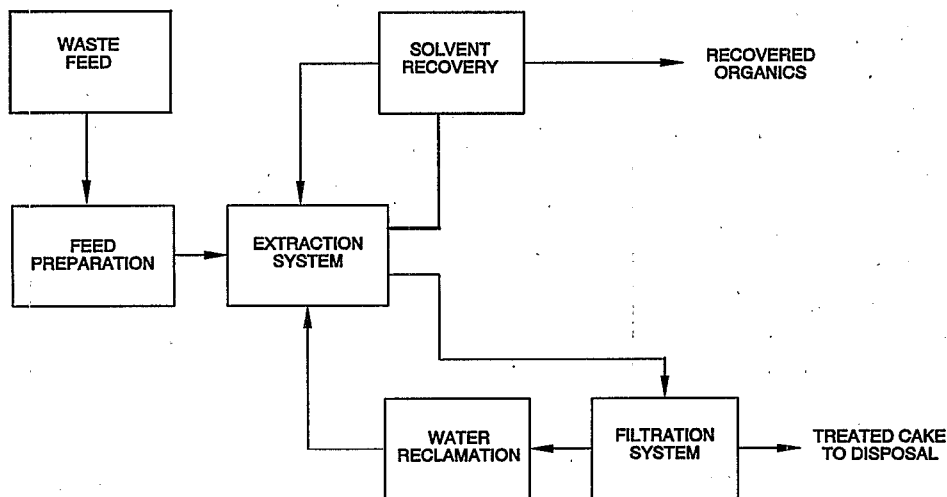 WASTE
FEED
SOLVENT
RECOVERY
RECOVERED
ORGANICS
FEED
PREPARATION
EXTRACTION
SYSTEM
WATER
RECLAMATION
FILTRATION
SYSTEM
TREATED CAKE
TO DISPOSAL